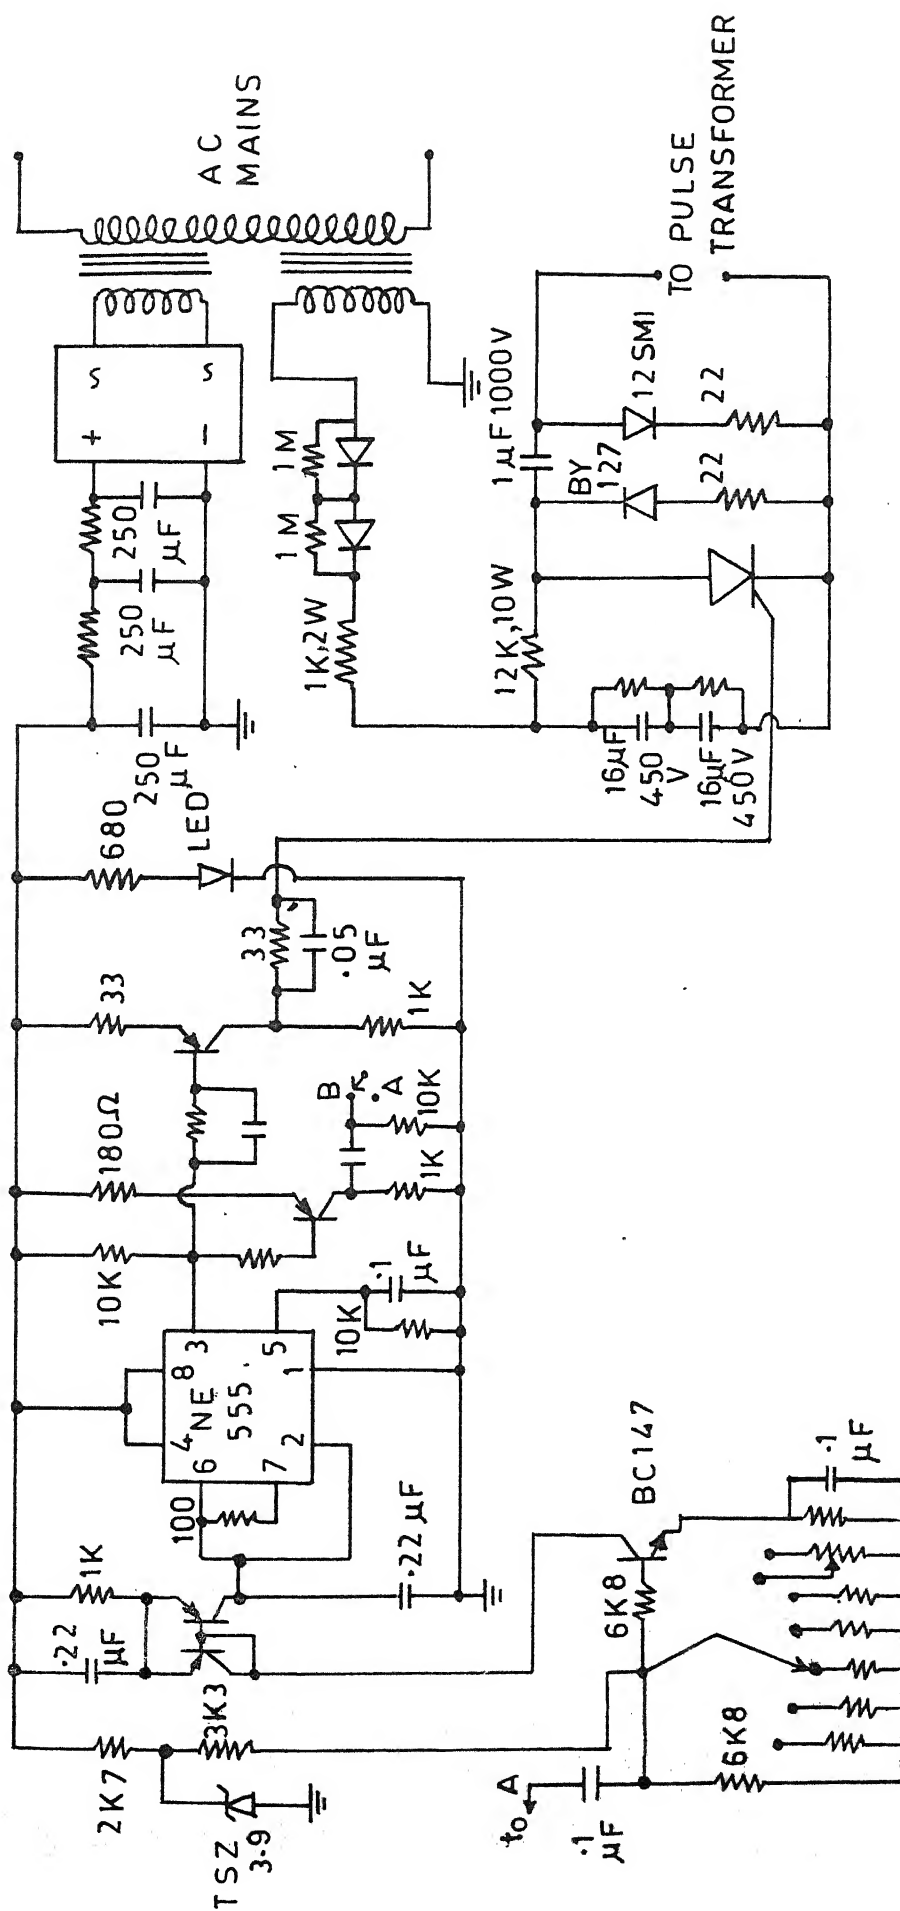 AC
MAINS
S
S
+
−
250
µF
250
µF
250
µF
1M
1M
1K,2W
680
LED
33
180Ω
10K
33
.05
µF
1K
B
A
10K
1K
.1
µF
10K
8
4
NE
555
3
5
6
7
2
1
100
1K
.22
µF
.22 µF
2K7
3K3
TSZ
3.9
TO PULSE
TRANSFORMER
1µF 1000V
12SM1
BY
127
22
22
12K,10W
16µF
450
V
16µF
450V
BC147
6K8
.1
µF
to A
.1
µF
6K8